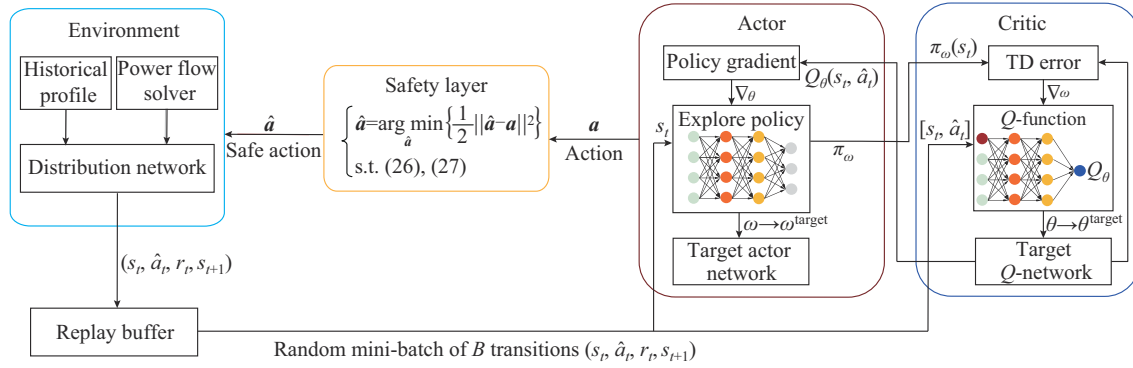 Environment
Historical
profile
Power flow
solver
Distribution network
(s_t, â_t, r_t, s_{t+1})
Replay buffer
Random mini-batch of B transitions (s_t, â_t, r_t, s_{t+1})
â
Safe action
Safety layer
â=arg min_â{1/2||â−a||²}
s.t. (26), (27)
a
Action
Actor
Policy gradient
Q_θ(s_t, â_t)
∇_θ
s_t
Explore policy
π_ω
ω→ω^target
Target actor
network
Critic
π_ω(s_t)
TD error
∇_ω
[s_t, â_t]
Q-function
Q_θ
θ→θ^target
Target
Q-network